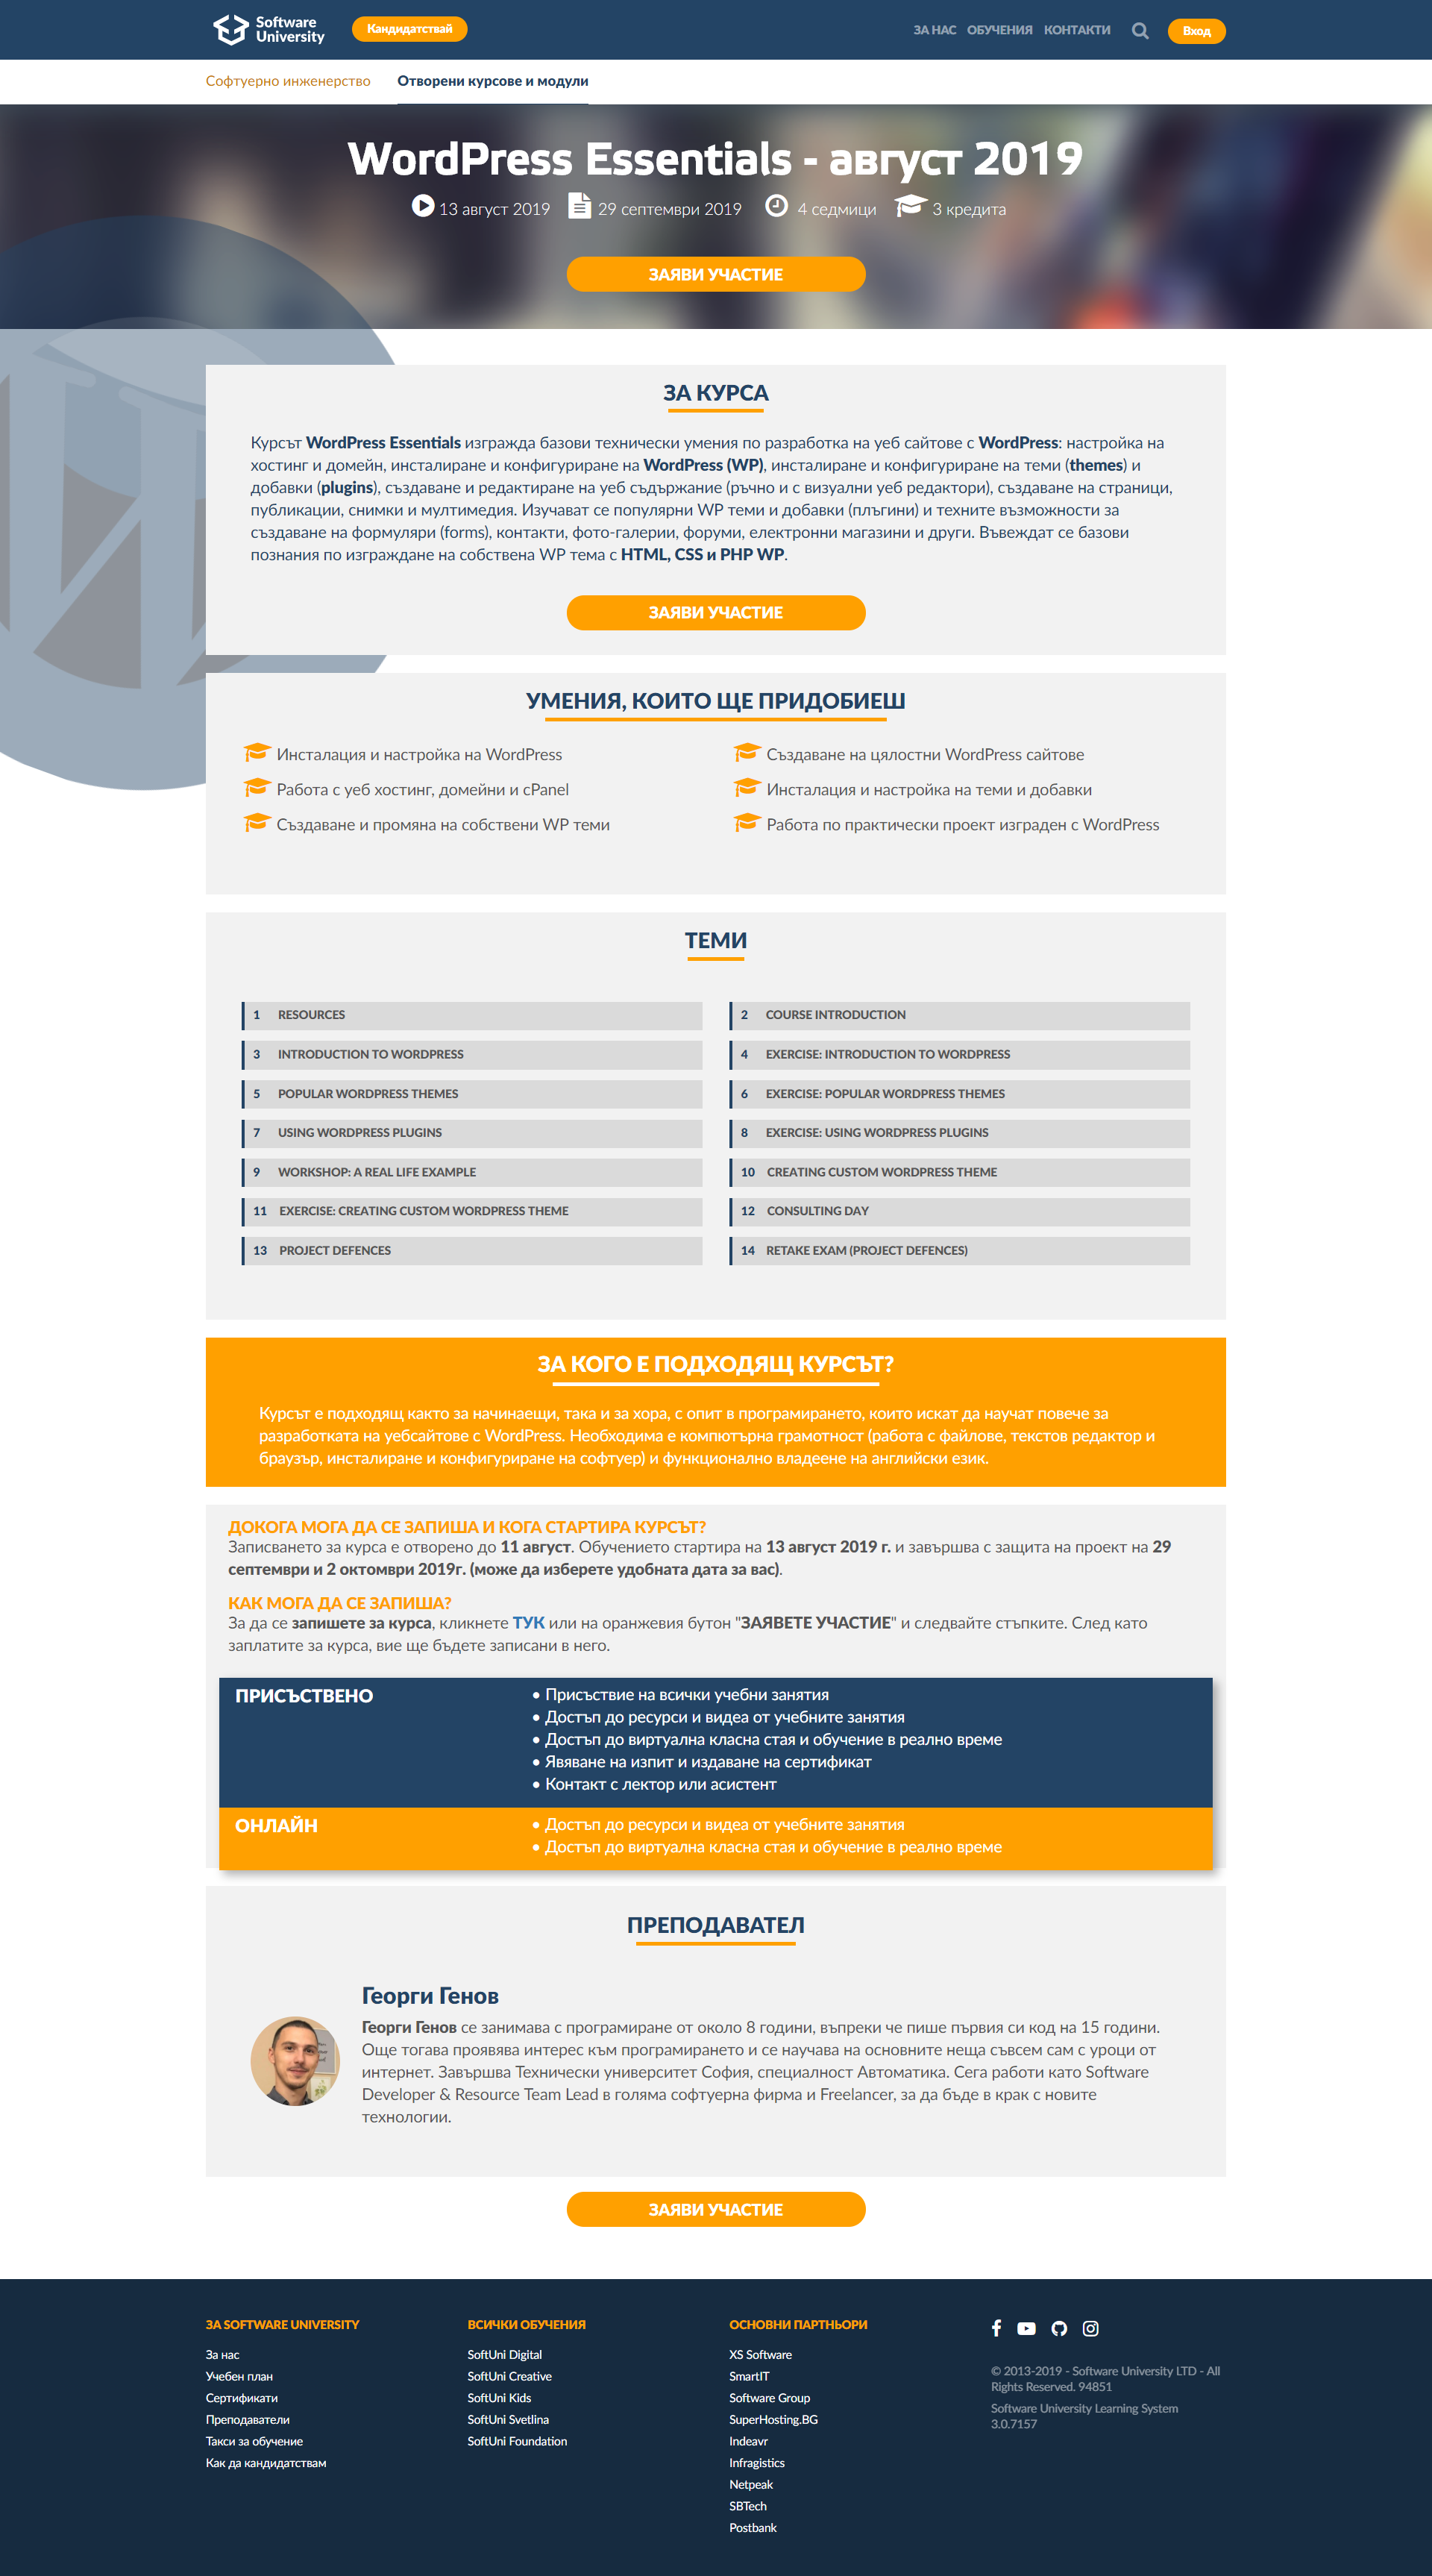 Software
University
Кандидатствай
ЗА НАС ОБУЧЕНИЯ КОНТАКТИ
Вход
Софтуерно инженерство
Отворени курсове и модули
WordPress Essentials - август 2019
13 август 2019 29 септември 2019 4 седмици 3 кредита
ЗАЯВИ УЧАСТИЕ
ЗА КУРСА
Курсът WordPress Essentials изгражда базови технически умения по разработка на уеб сайтове с WordPress: настройка на
хостинг и домейн, инсталиране и конфигуриране на WordPress (WP), инсталиране и конфигуриране на теми (themes) и
добавки (plugins), създаване и редактиране на уеб съдържание (ръчно и с визуални уеб редактори), създаване на страници,
публикации, снимки и мултимедия. Изучават се популярни WP теми и добавки (плъгини) и техните възможности за
създаване на формуляри (forms), контакти, фото-галерии, форуми, електронни магазини и други. Въвеждат се базови
познания по изграждане на собствена WP тема с HTML, CSS и PHP WP.
ЗАЯВИ УЧАСТИЕ
УМЕНИЯ, КОИТО ЩЕ ПРИДОБИЕШ
Инсталация и настройка на WordPress
Създаване на цялостни WordPress сайтове
Работа с уеб хостинг, домейни и cPanel
Инсталация и настройка на теми и добавки
Създаване и промяна на собствени WP теми
Работа по практически проект изграден с WordPress
ТЕМИ
1 RESOURCES
2 COURSE INTRODUCTION
3 INTRODUCTION TO WORDPRESS
4 EXERCISE: INTRODUCTION TO WORDPRESS
5 POPULAR WORDPRESS THEMES
6 EXERCISE: POPULAR WORDPRESS THEMES
7 USING WORDPRESS PLUGINS
8 EXERCISE: USING WORDPRESS PLUGINS
9 WORKSHOP: A REAL LIFE EXAMPLE
10 CREATING CUSTOM WORDPRESS THEME
11 EXERCISE: CREATING CUSTOM WORDPRESS THEME
12 CONSULTING DAY
13 PROJECT DEFENCES
14 RETAKE EXAM (PROJECT DEFENCES)
ЗА КОГО Е ПОДХОДЯЩ КУРСЪТ?
Курсът е подходящ както за начинаещи, така и за хора, с опит в програмирането, които искат да научат повече за
разработката на уебсайтове с WordPress. Необходима е компютърна грамотност (работа с файлове, текстов редактор и
браузър, инсталиране и конфигуриране на софтуер) и функционално владеене на английски език.
ДОКОГА МОГА ДА СЕ ЗАПИША И КОГА СТАРТИРА КУРСЪТ?
Записването за курса е отворено до 11 август. Обучението стартира на 13 август 2019 г. и завършва с защита на проект на 29
септември и 2 октомври 2019г. (може да изберете удобната дата за вас).
КАК МОГА ДА СЕ ЗАПИША?
За да се запишете за курса, кликнете ТУК или на оранжевия бутон "ЗАЯВЕТЕ УЧАСТИЕ" и следвайте стъпките. След като
заплатите за курса, вие ще бъдете записани в него.
ПРИСЪСТВЕНО
• Присъствие на всички учебни занятия
• Достъп до ресурси и видеа от учебните занятия
• Достъп до виртуална класна стая и обучение в реално време
• Явяване на изпит и издаване на сертификат
• Контакт с лектор или асистент
ОНЛАЙН
• Достъп до ресурси и видеа от учебните занятия
• Достъп до виртуална класна стая и обучение в реално време
ПРЕПОДАВАТЕЛ
Георги Генов
Георги Генов се занимава с програмиране от около 8 години, въпреки че пише първия си код на 15 години.
Още тогава проявява интерес към програмирането и се научава на основните неща съвсем сам с уроци от
интернет. Завършва Технически университет София, специалност Автоматика. Сега работи като Software
Developer & Resource Team Lead в голяма софтуерна фирма и Freelancer, за да бъде в крак с новите
технологии.
ЗАЯВИ УЧАСТИЕ
ЗА SOFTWARE UNIVERSITY
За нас
Учебен план
Сертификати
Преподаватели
Такси за обучение
Как да кандидатствам
ВСИЧКИ ОБУЧЕНИЯ
SoftUni Digital
SoftUni Creative
SoftUni Kids
SoftUni Svetlina
SoftUni Foundation
ОСНОВНИ ПАРТНЬОРИ
XS Software
SmartIT
Software Group
SuperHosting.BG
Indeavr
Infragistics
Netpeak
SBTech
Postbank
© 2013-2019 - Software University LTD - All
Rights Reserved. 94851
Software University Learning System
3.0.7157